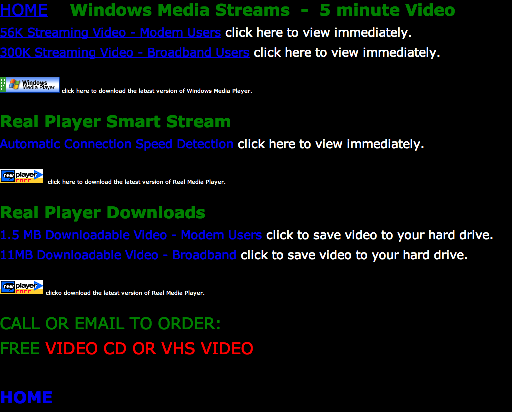 HOME Windows Media Streams - 5 minute Video
56K Streaming Video - Modem Users click here to view immediately.
300K Streaming Video - Broadband Users click here to view immediately.
Windows Media Player click here to download the latest version of Windows Media Player.
Real Player Smart Stream
Automatic Connection Speed Detection click here to view immediately.
real player FREE click here to download the latest version of Real Media Player.
Real Player Downloads
1.5 MB Downloadable Video - Modem Users click to save video to your hard drive.
11MB Downloadable Video - Broadband click to save video to your hard drive.
real player FREE clicko download the latest version of Real Media Player.
CALL OR EMAIL TO ORDER:
FREE VIDEO CD OR VHS VIDEO
HOME